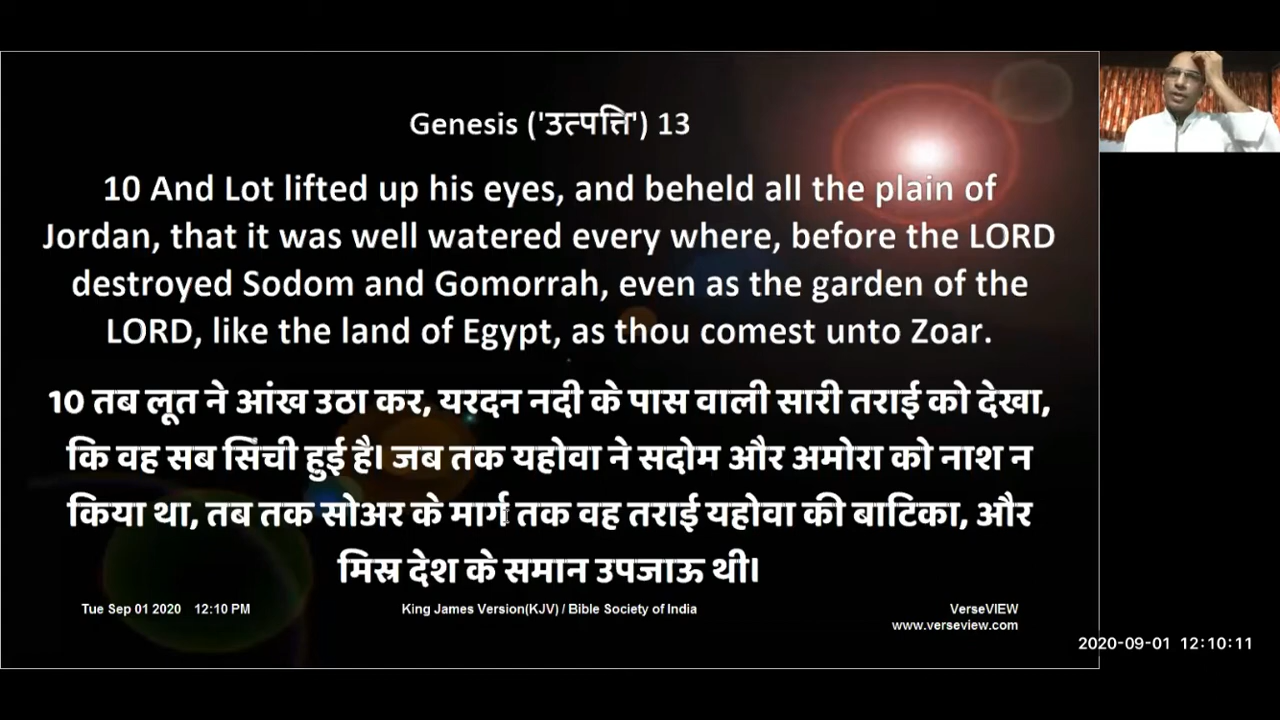 Genesis ('उत्पत्ति') 13
10 And Lot lifted up his eyes, and beheld all the plain of
Jordan, that it was well watered every where, before the LORD
destroyed Sodom and Gomorrah, even as the garden of the
LORD, like the land of Egypt, as thou comest unto Zoar.
10 तब लूत ने आंख उठा कर, यरदन नदी के पास वाली सारी तराई को देखा,
कि वह सब सिंची हुई है। जब तक यहोवा ने सदोम और अमोरा को नाश न
किया था, तब तक सोअर के मार्ग तक वह तराई यहोवा की बाटिका, और
मिस्र देश के समान उपजाऊ थी।
Tue Sep 01 2020 12:10 PM
King James Version(KJV) / Bible Society of India
VerseVIEW
www.verseview.com
2020-09-01 12:10:11